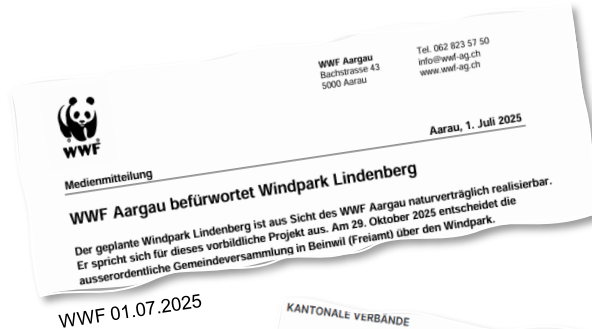 WWF Aargau
Bachstrasse 43
5000 Aarau
Tel. 062 823 57 50
info@wwf-ag.ch
www.wwf-ag.ch
WWF
Aarau, 1. Juli 2025
Medienmitteilung
WWF Aargau befürwortet Windpark Lindenberg
Der geplante Windpark Lindenberg ist aus Sicht des WWF Aargau naturverträglich realisierbar.
Er spricht sich für dieses vorbildliche Projekt aus. Am 29. Oktober 2025 entscheidet die
ausserordentliche Gemeindeversammlung in Beinwil (Freiamt) über den Windpark.
WWF 01.07.2025
KANTONALE VERBÄNDE